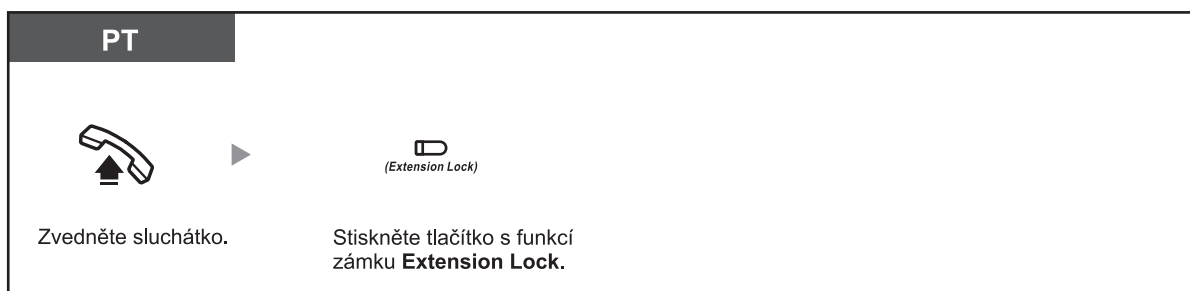 PT
(Extension Lock)
Zvedněte sluchátko.
Stiskněte tlačítko s funkcí
zámku Extension Lock.